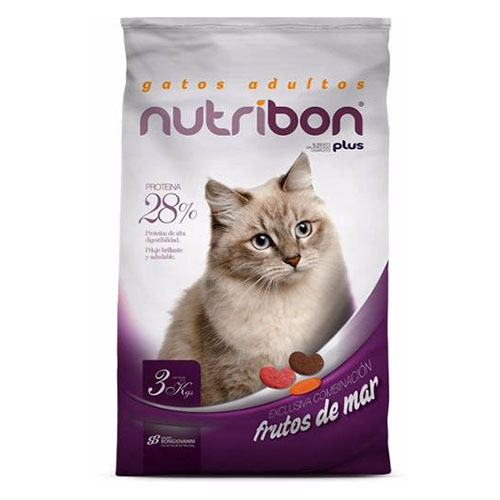 gatos adultos
nutribon®
plus
PROTEINA
28%
Proteína de alta
digestibilidad.
Pelaje brillante
y saludable.
3 Kgs
EXCLUSIVA COMBINACIÓN
frutos de mar
GB
BONGIOVANNI